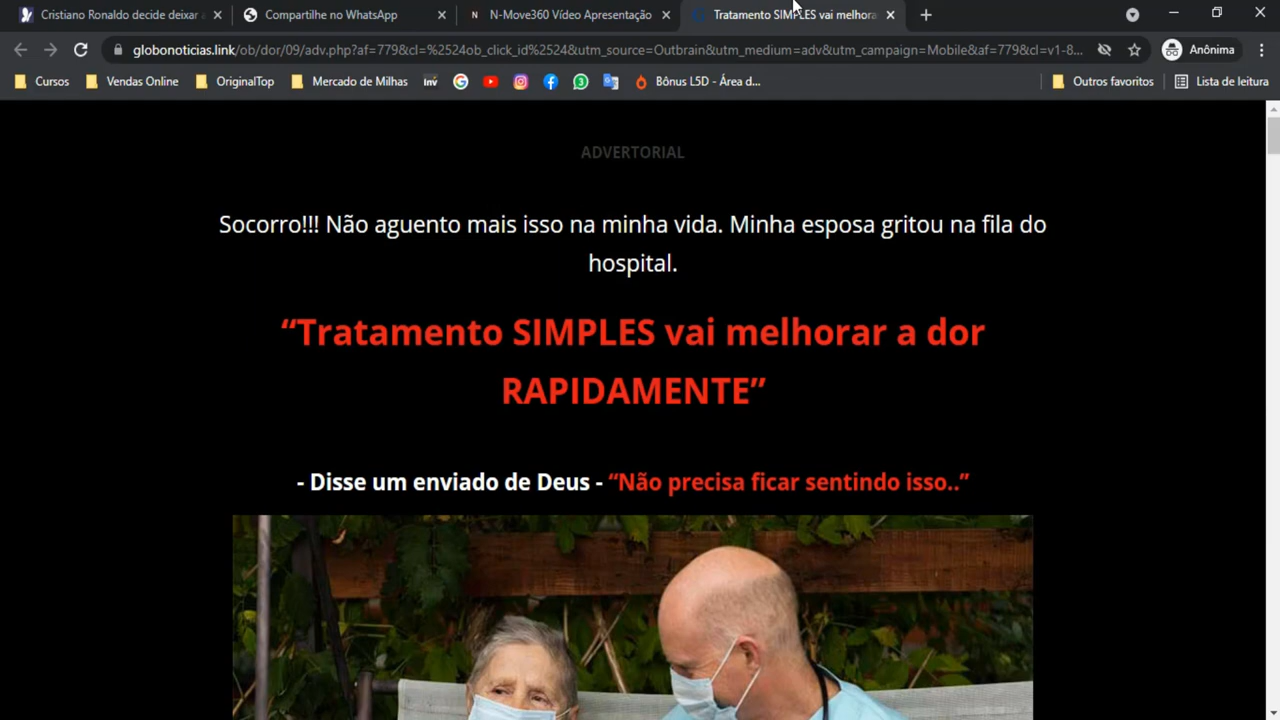 Cristiano Ronaldo decide deixar a
Compartilhe no WhatsApp
N
N-Move360 Vídeo Apresentação
Tratamento SIMPLES vai melhora
globonoticias.link/ob/dor/09/adv.php?af=779&cl=%2524ob_click_id%2524&utm_source=Outbrain&utm_medium=adv&utm_campaign=Mobile&af=779&cl=v1-8...
Anônima
Cursos
Vendas Online
OriginalTop
Mercado de Milhas
inv
Bônus L5D - Área d...
Outros favoritos
Lista de leitura
ADVERTORIAL
Socorro!!! Não aguento mais isso na minha vida. Minha esposa gritou na fila do
hospital.
“Tratamento SIMPLES vai melhorar a dor
RAPIDAMENTE”
- Disse um enviado de Deus - “Não precisa ficar sentindo isso..”